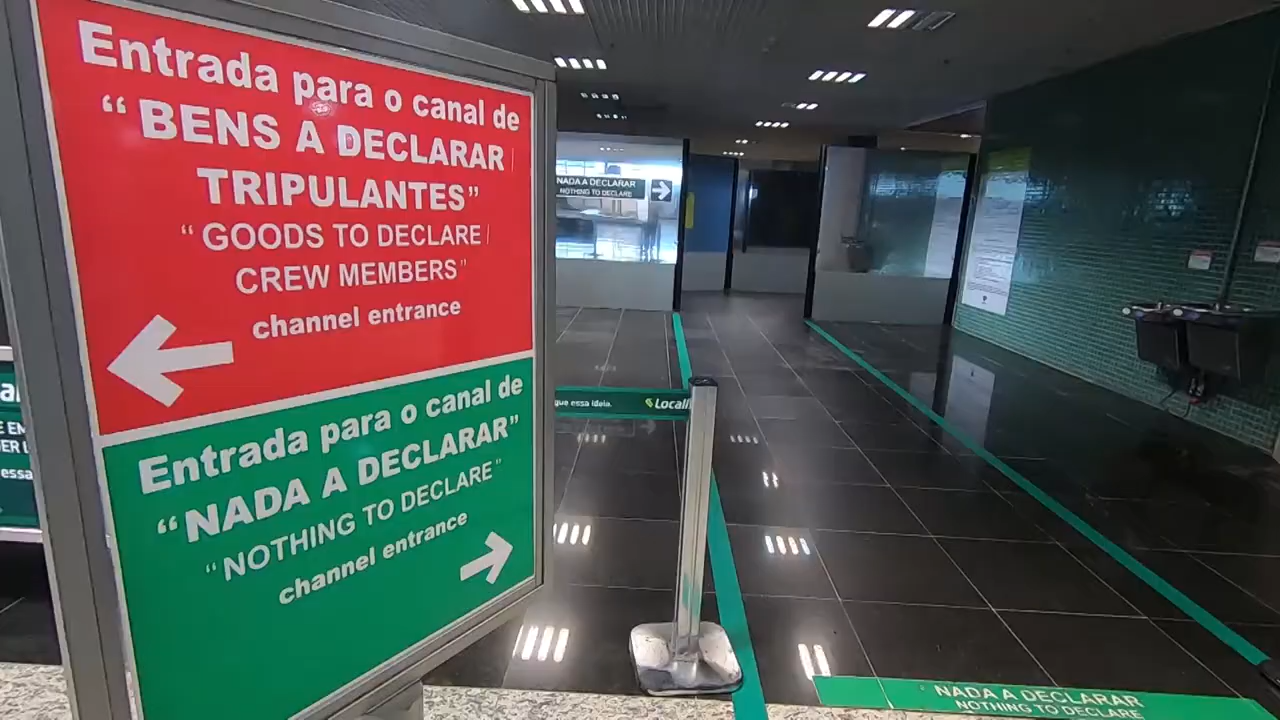 Entrada para o canal de
“BENS A DECLARAR
TRIPULANTES”
“GOODS TO DECLARE
CREW MEMBERS”
channel entrance
Entrada para o canal de
“NADA A DECLARAR”
“NOTHING TO DECLARE”
channel entrance
NADA A DECLARAR
NOTHING TO DECLARE
que essa ideia.
essa
NADA A DECLARAR
NOTHING TO DECLARE